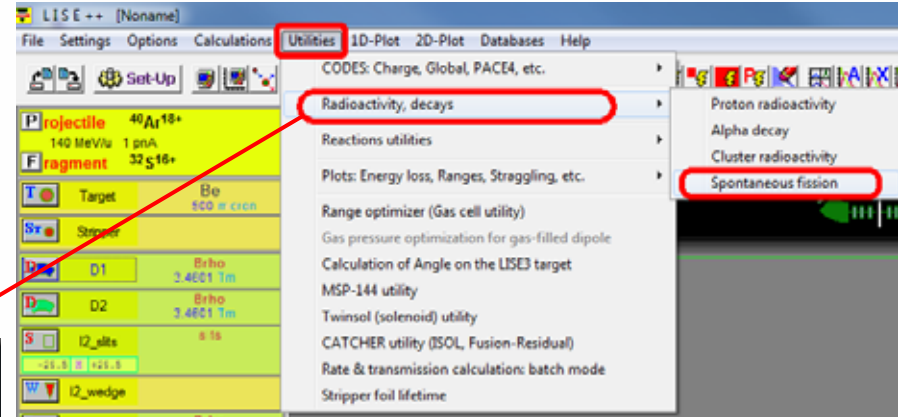 LISE++ [Noname]
File Settings Options Calculations Utilities 1D-Plot 2D-Plot Databases Help
Set-Up
CODES: Charge, Global, PACE4, etc.
Radioactivity, decays
Reactions utilities
Plots: Energy loss, Ranges, Straggling, etc.
Range optimizer (Gas cell utility)
Gas pressure optimization for gas-filled dipole
Calculation of Angle on the LISE3 target
MSP-144 utility
Twinsol (solenoid) utility
CATCHER utility (ISOL, Fusion-Residual)
Rate & transmission calculation: batch mode
Stripper foil lifetime
Proton radioactivity
Alpha decay
Cluster radioactivity
Spontaneous fission
Projectile 40Ar18+
140 MeV/u 1 pnA
Fragment 32S16+
Target Be
500 micron
Stripper
D1 Brho
3.4601 Tm
D2 Brho
3.4601 Tm
S I2_slits
W I2_wedge